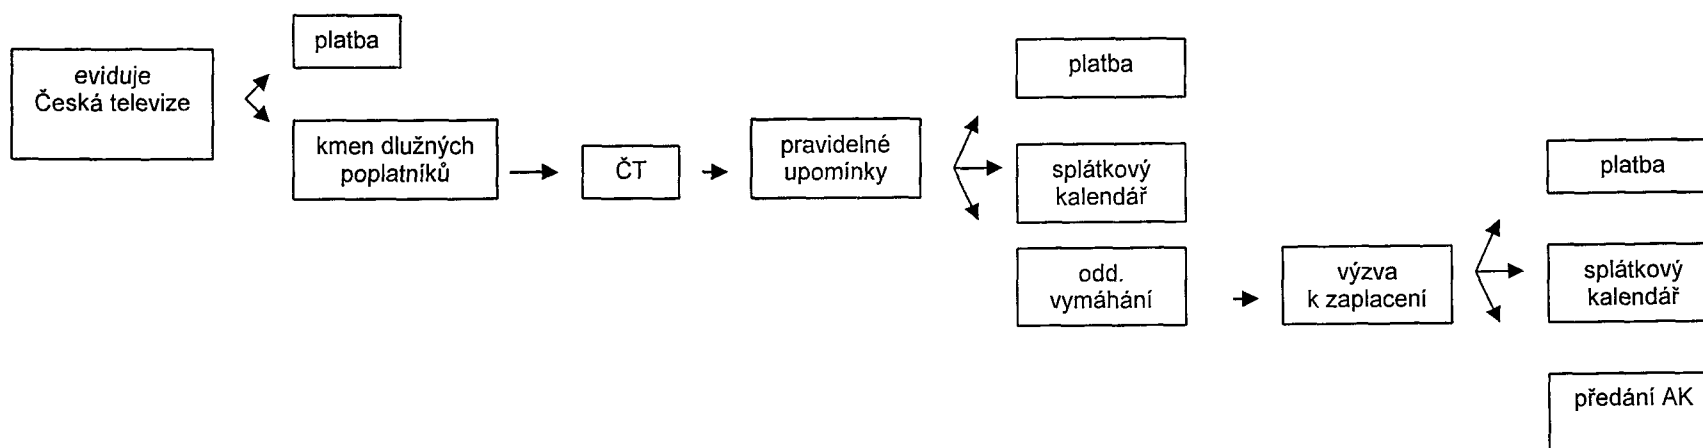 eviduje
Česká televize
platba
kmen dlužných
poplatníků
ČT
pravidelné
upomínky
platba
splátkový
kalendář
odd.
vymáhání
výzva
k zaplacení
platba
splátkový
kalendář
předání AK